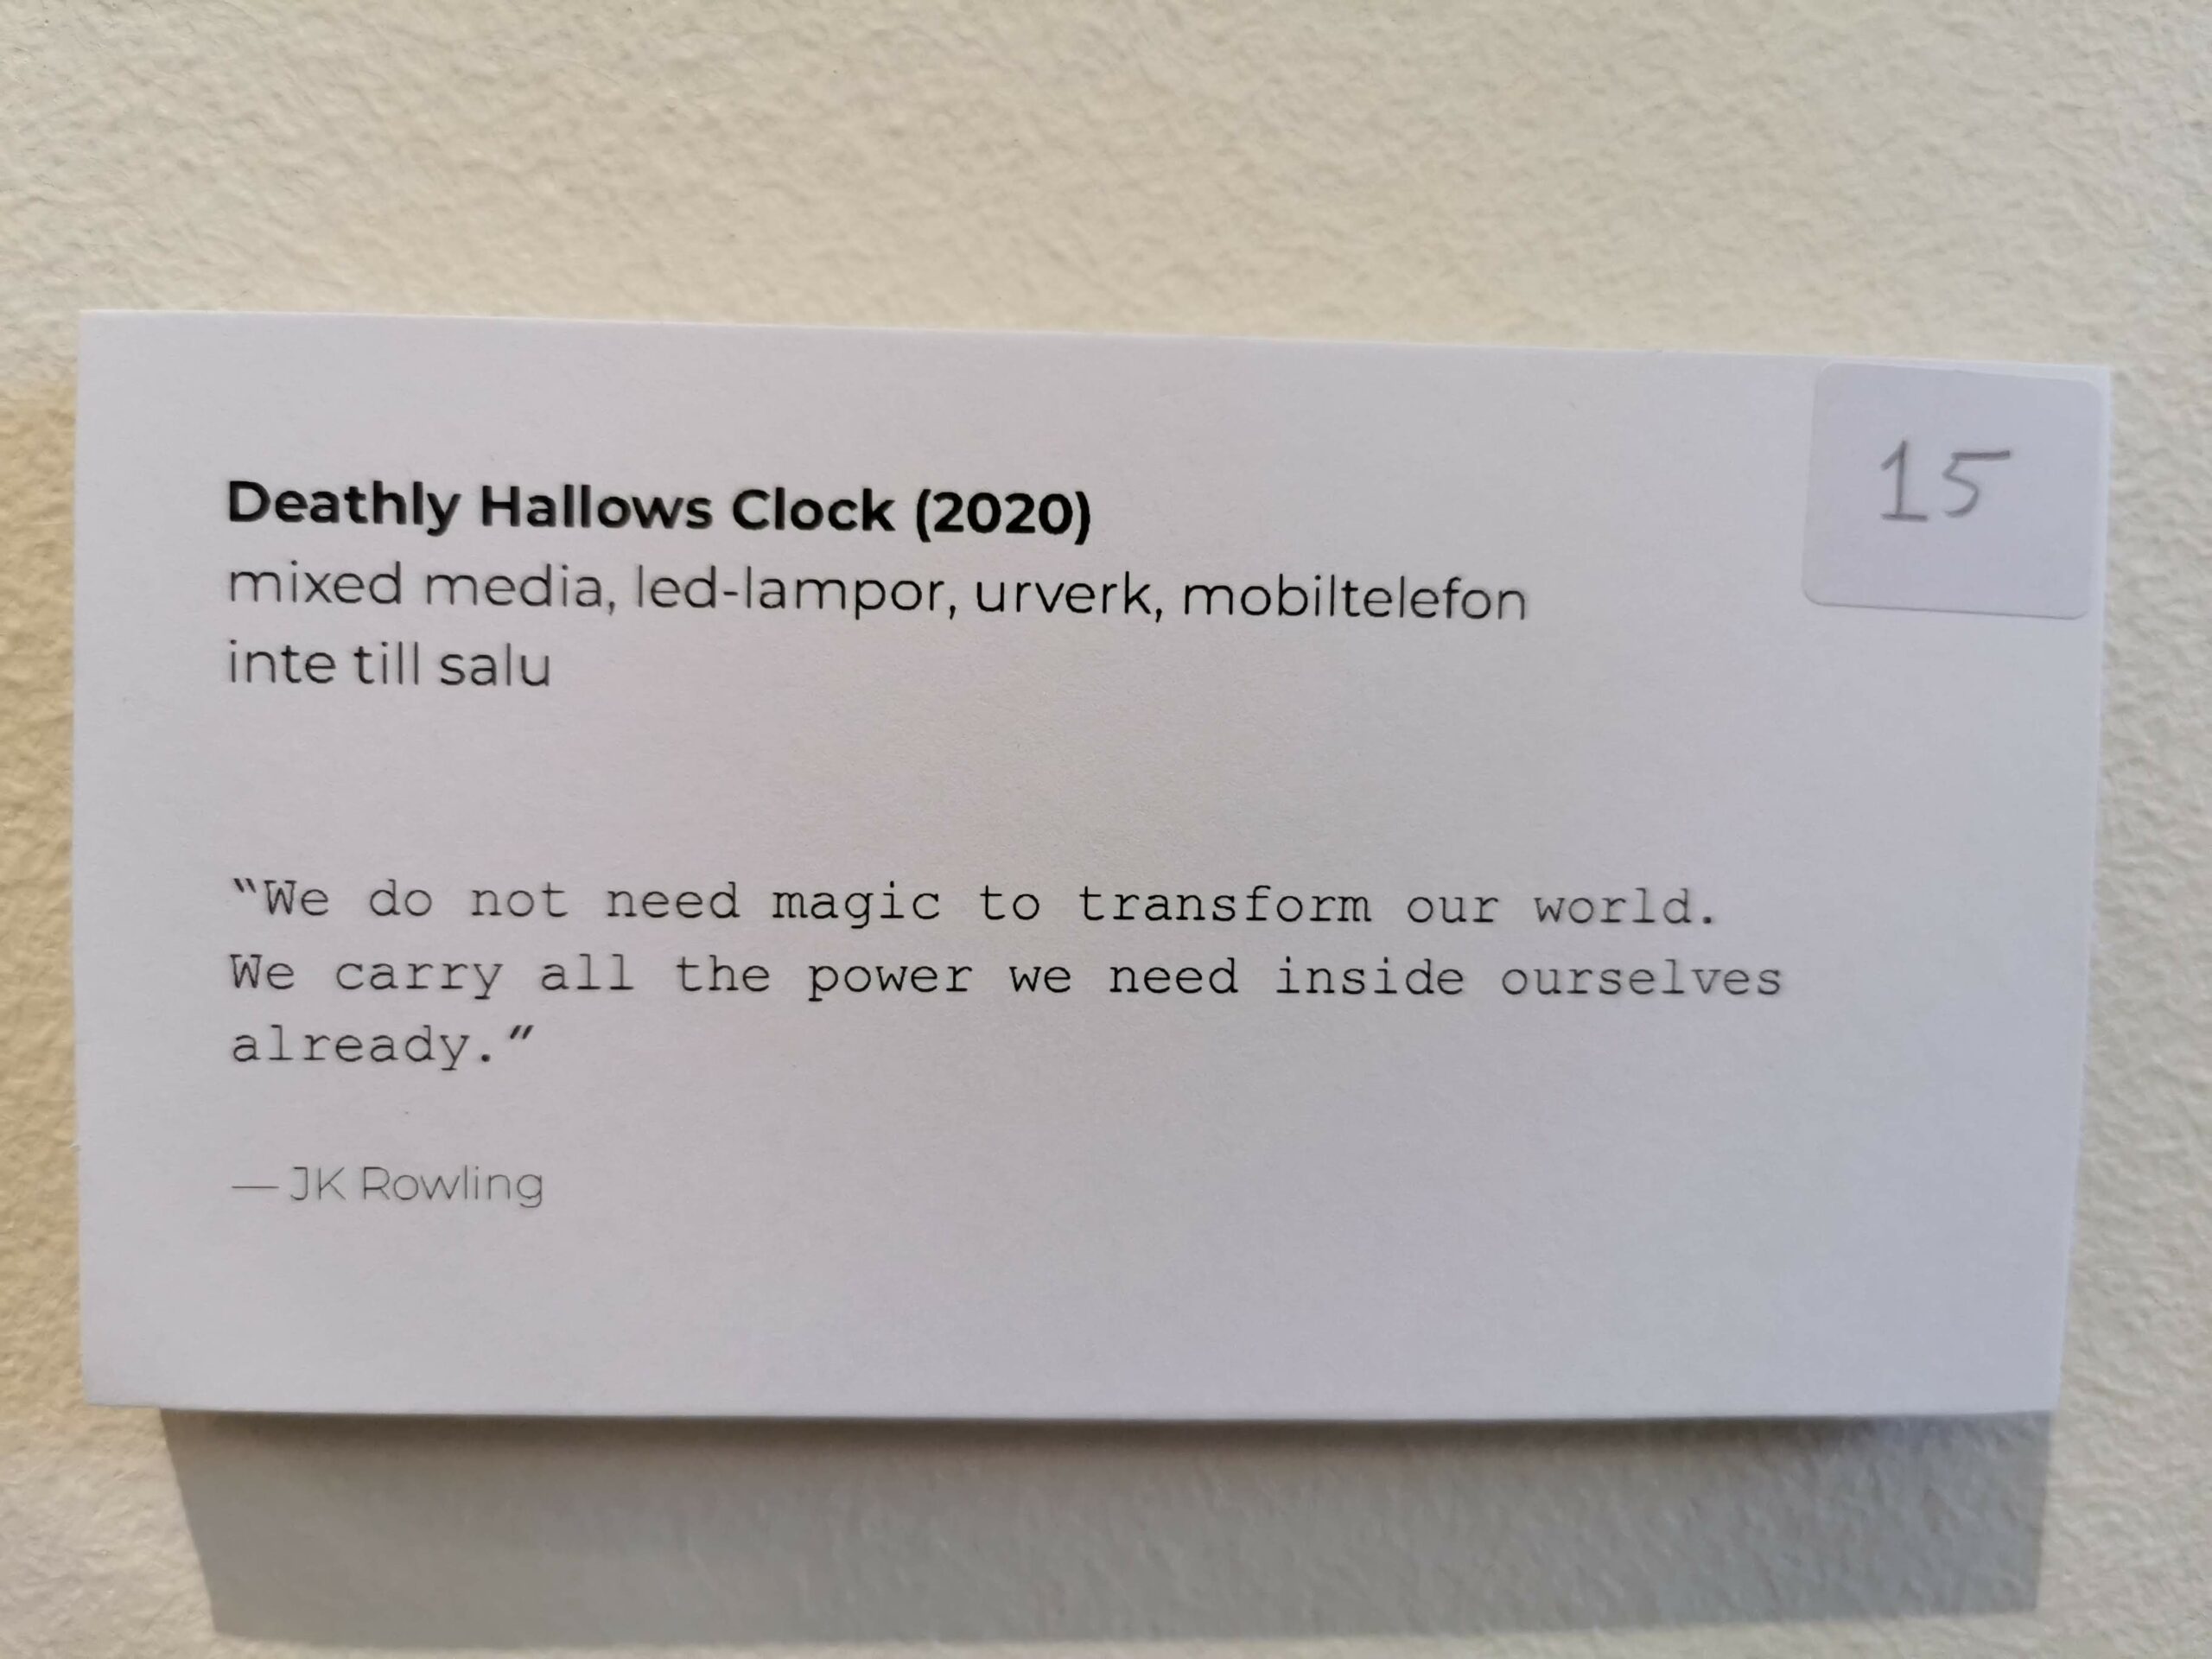 15
Deathly Hallows Clock (2020)
mixed media, led-lampor, urverk, mobiltelefon
inte till salu
“We do not need magic to transform our world.
We carry all the power we need inside ourselves
already.”
— JK Rowling